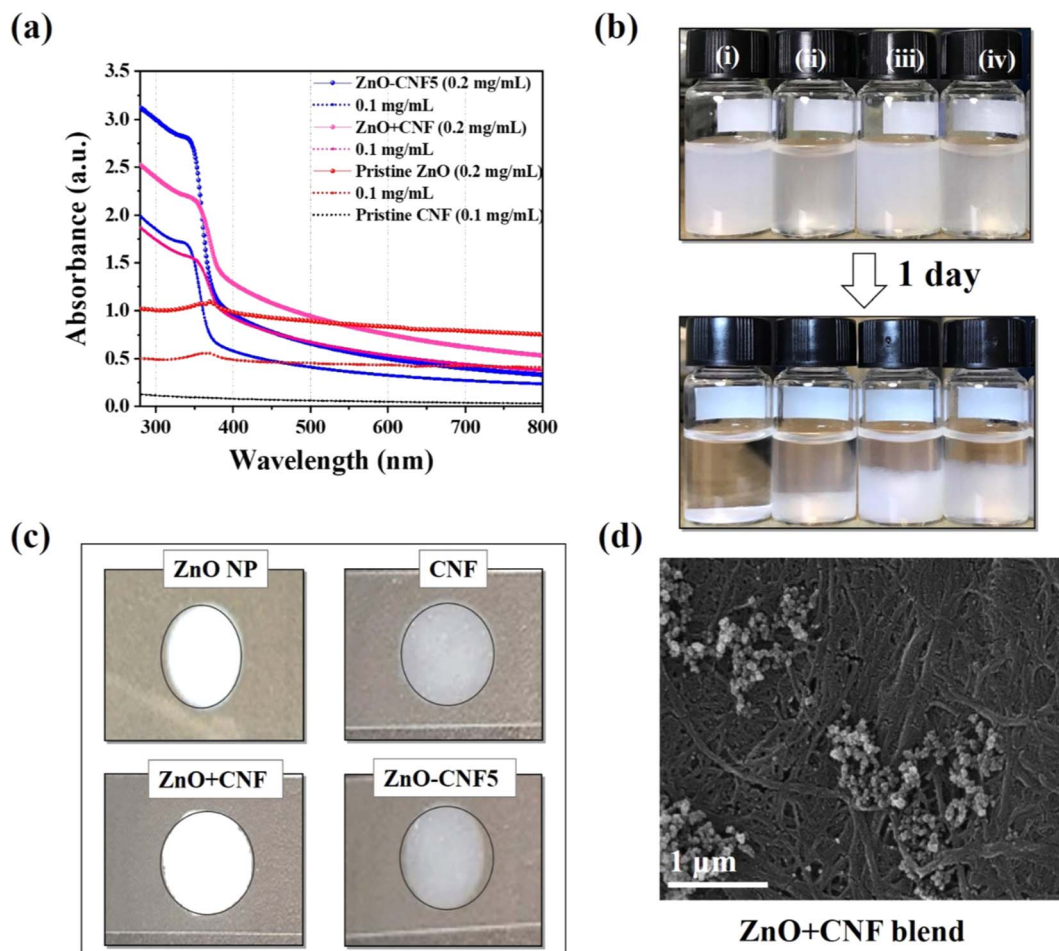 (a)
Absorbance (a.u.)
3.5
3.0
2.5
2.0
1.5
1.0
0.5
0.0
300
400
500
600
700
800
Wavelength (nm)
ZnO-CNF5 (0.2 mg/mL)
0.1 mg/mL
ZnO+CNF (0.2 mg/mL)
0.1 mg/mL
Pristine ZnO (0.2 mg/mL)
0.1 mg/mL
Pristine CNF (0.1 mg/mL)
(b)
(i) (ii) (iii) (iv)
1 day
(c)
ZnO NP
CNF
ZnO+CNF
ZnO-CNF5
(d)
1 μm
ZnO+CNF blend